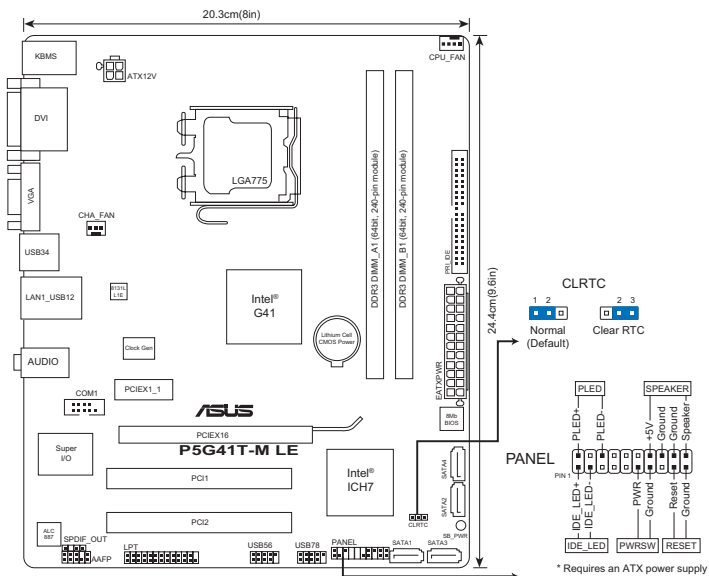 20.3cm(8in)
KBMS
CPU_FAN
ATX12V
DVI
LGA775
DDR3 DIMM_A1 (64bit, 240-pin module)
DDR3 DIMM_B1 (64bit, 240-pin module)
PRI_IDE
VGA
CHA_FAN
USB34
24.4cm(9.6in)
LAN1_USB12
8131L
L1E
Intel®
G41
Lithium Cell
CMOS Power
CLRTC
1 2
2 3
Normal
(Default)
Clear RTC
Clock Gen
AUDIO
EATXPWR
PCIEX1_1
COM1
8Mb
BIOS
ASUS
PCIEX16
P5G41T-M LE
Super
I/O
PCI1
Intel®
ICH7
SATA4
SATA2
CLRTC
SB_PWR
PCI2
ALC
887
SPDIF_OUT
AAFP
LPT
USB56
USB78
PANEL
SATA1
SATA3
PLED
SPEAKER
PLED+
PLED-
+5V
Ground
Ground
Speaker
PANEL
PIN 1
IDE_LED+
IDE_LED-
PWR
Ground
Reset
Ground
IDE_LED
PWRSW
RESET
* Requires an ATX power supply